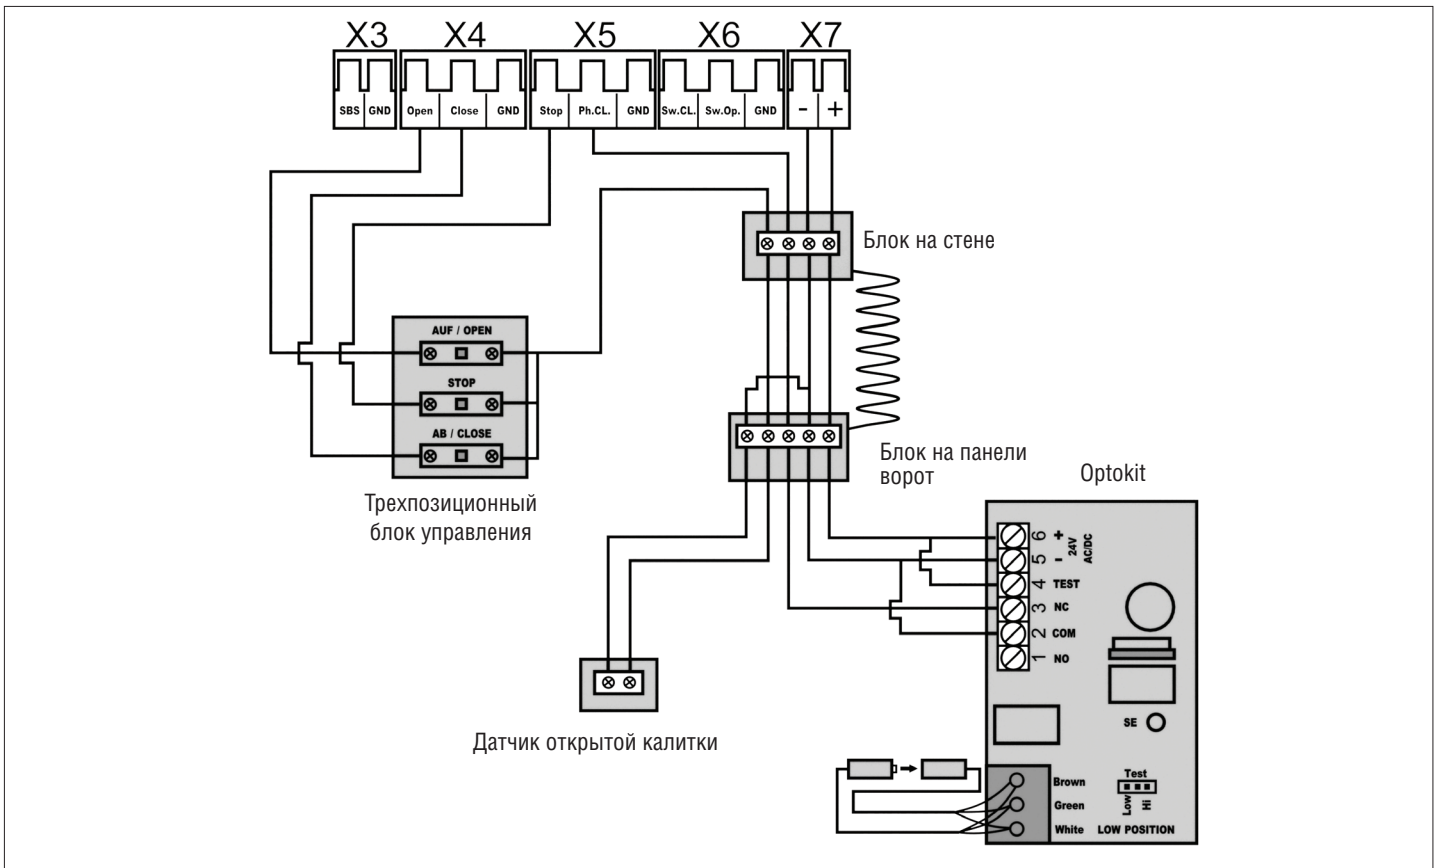 X3 X4 X5 X6 X7
SBS GND Open Close GND Stop Ph.CL. GND Sw.CL. Sw.Op. GND - +
Блок на стене
AUF / OPEN
STOP
AB / CLOSE
Трехпозиционный
блок управления
Блок на панели
ворот
Optokit
6 +
5 -
24V
AC/DC
4 TEST
3 NC
2 COM
1 NO
SE
Датчик открытой калитки
Brown
Green
White
Test
Low Hi
LOW POSITION